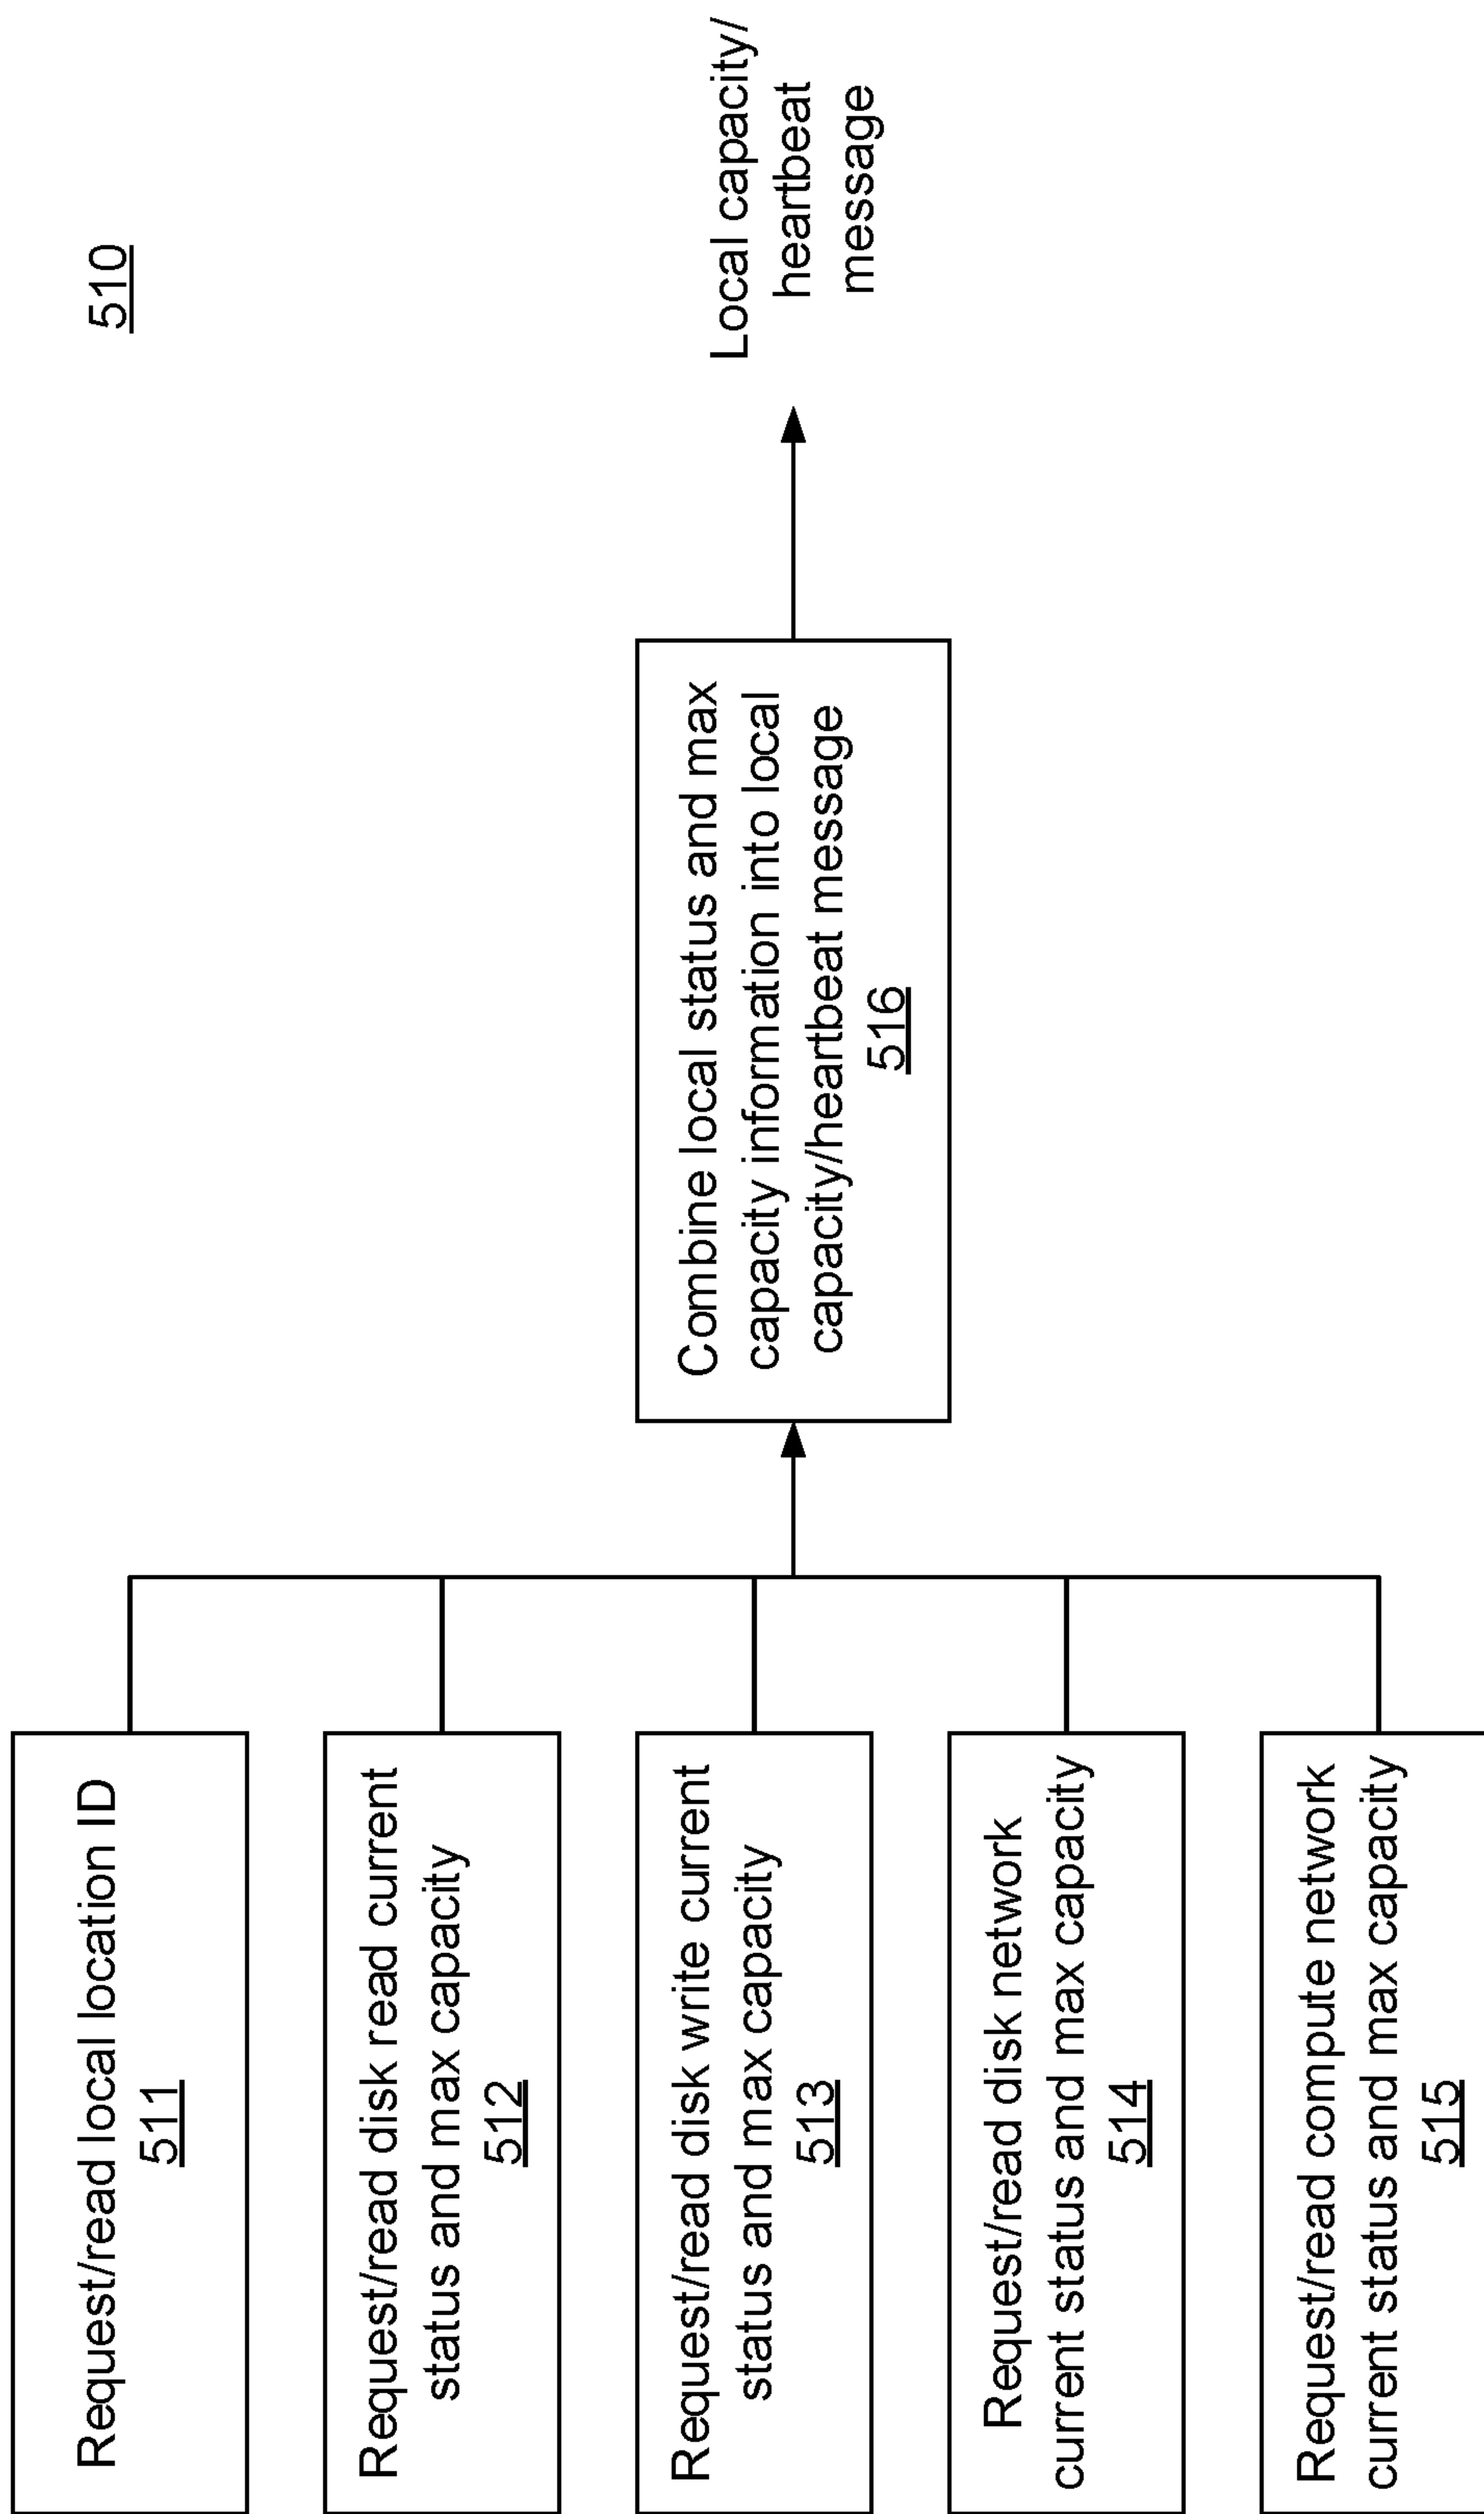 510
Request/read local location ID
511
Request/read disk read current
status and max capacity
512
Request/read disk write current
status and max capacity
513
Request/read disk network
current status and max capacity
514
Request/read compute network
current status and max capacity
515
Combine local status and max
capacity information into local
capacity/heartbeat message
516
Local capacity/
heartbeat
message